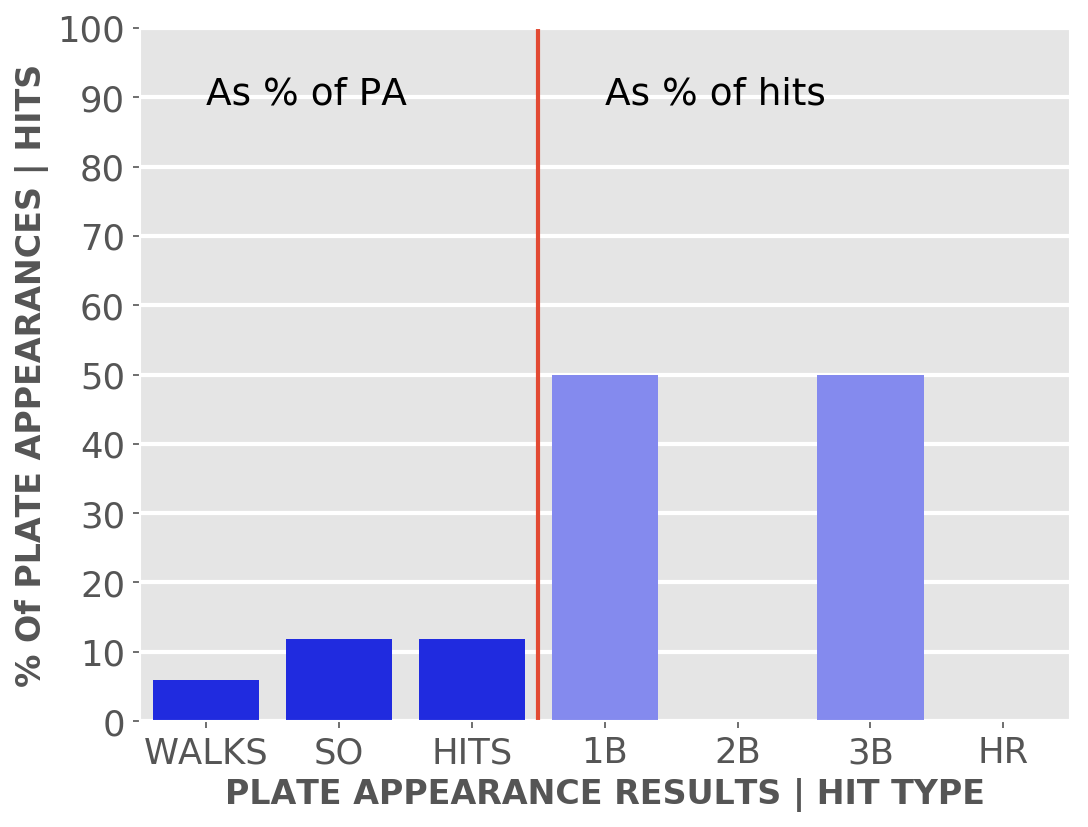 % Of PLATE APPEARANCES | HITS
100
90
80
70
60
50
40
30
20
10
0
As % of PA
As % of hits
WALKS SO HITS 1B 2B 3B HR
PLATE APPEARANCE RESULTS | HIT TYPE